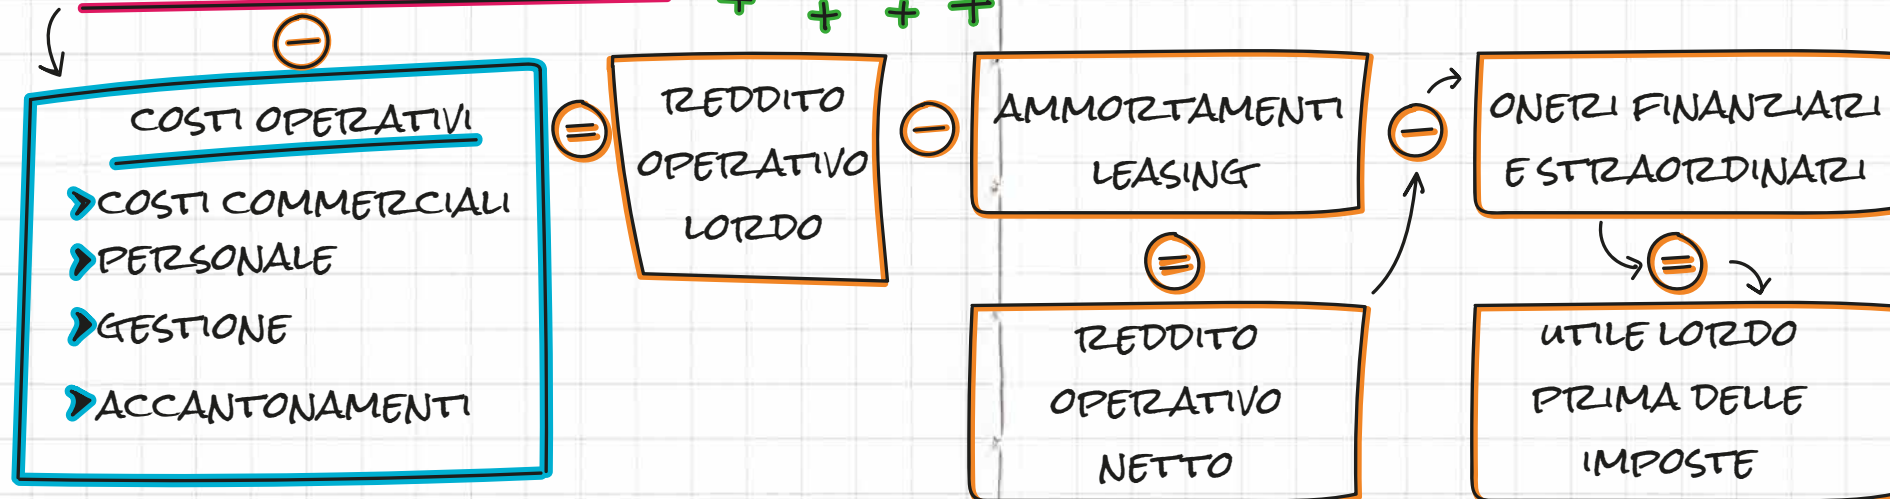 COSTI OPERATIVI
COSTI COMMERCIALI
PERSONALE
GESTIONE
ACCANTONAMENTI
REDDITO
OPERATIVO
LORDO
AMMORTAMENTI
LEASING
REDDITO
OPERATIVO
NETTO
ONERI FINANZIARI
E STRAORDINARI
UTILE LORDO
PRIMA DELLE
IMPOSTE